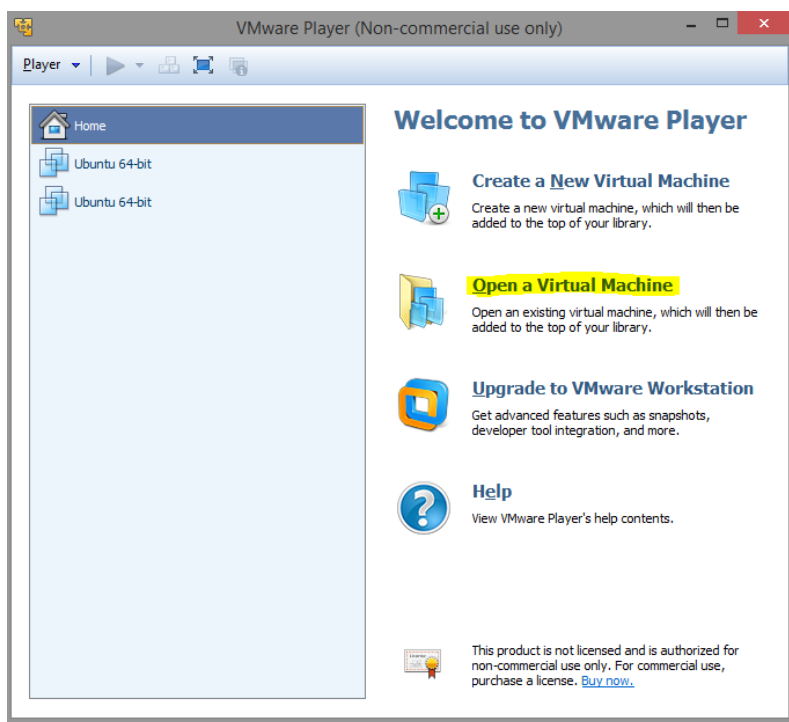 VMware Player (Non-commercial use only)
Player
Home
Ubuntu 64-bit
Ubuntu 64-bit
Welcome to VMware Player
Create a New Virtual Machine
Create a new virtual machine, which will then be
added to the top of your library.
Open a Virtual Machine
Open an existing virtual machine, which will then be
added to the top of your library.
Upgrade to VMware Workstation
Get advanced features such as snapshots,
developer tool integration, and more.
Help
View VMware Player's help contents.
This product is not licensed and is authorized for
non-commercial use only. For commercial use,
purchase a license. Buy now.